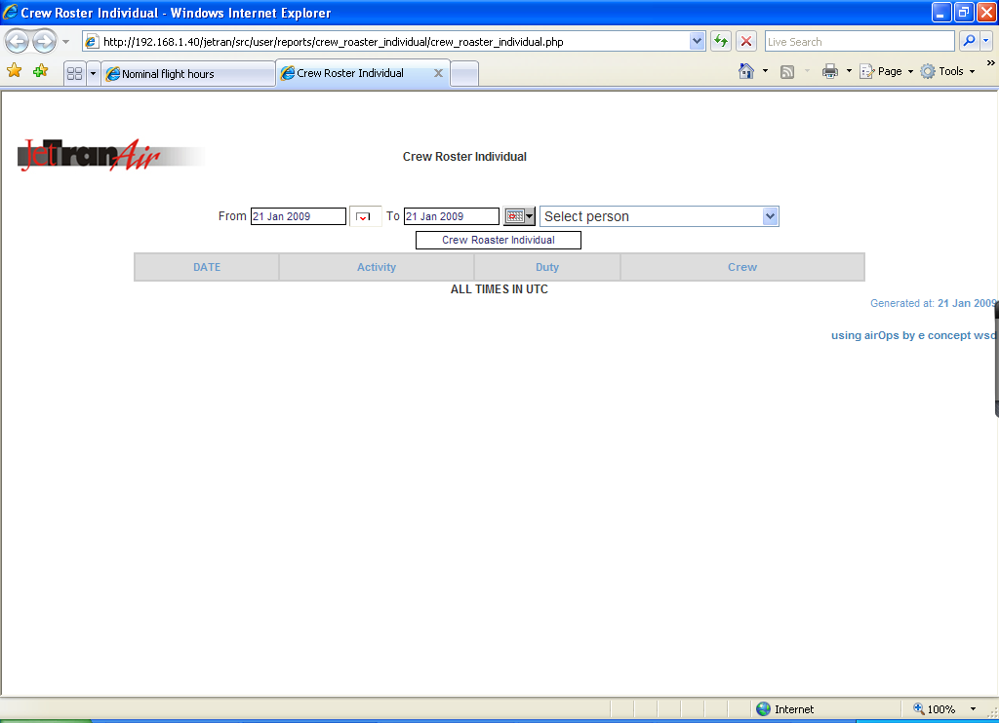 Crew Roster Individual - Windows Internet Explorer
http://192.168.1.40/jetran/src/user/reports/crew_roaster_individual/crew_roaster_individual.php
Live Search
Nominal flight hours
Crew Roster Individual
Page
Tools
JetTranAir
Crew Roster Individual
From 21 Jan 2009 To 21 Jan 2009 Select person
Crew Roaster Individual
DATE Activity Duty Crew
ALL TIMES IN UTC
Generated at: 21 Jan 2009
using airOps by e concept wsd
Internet
100%